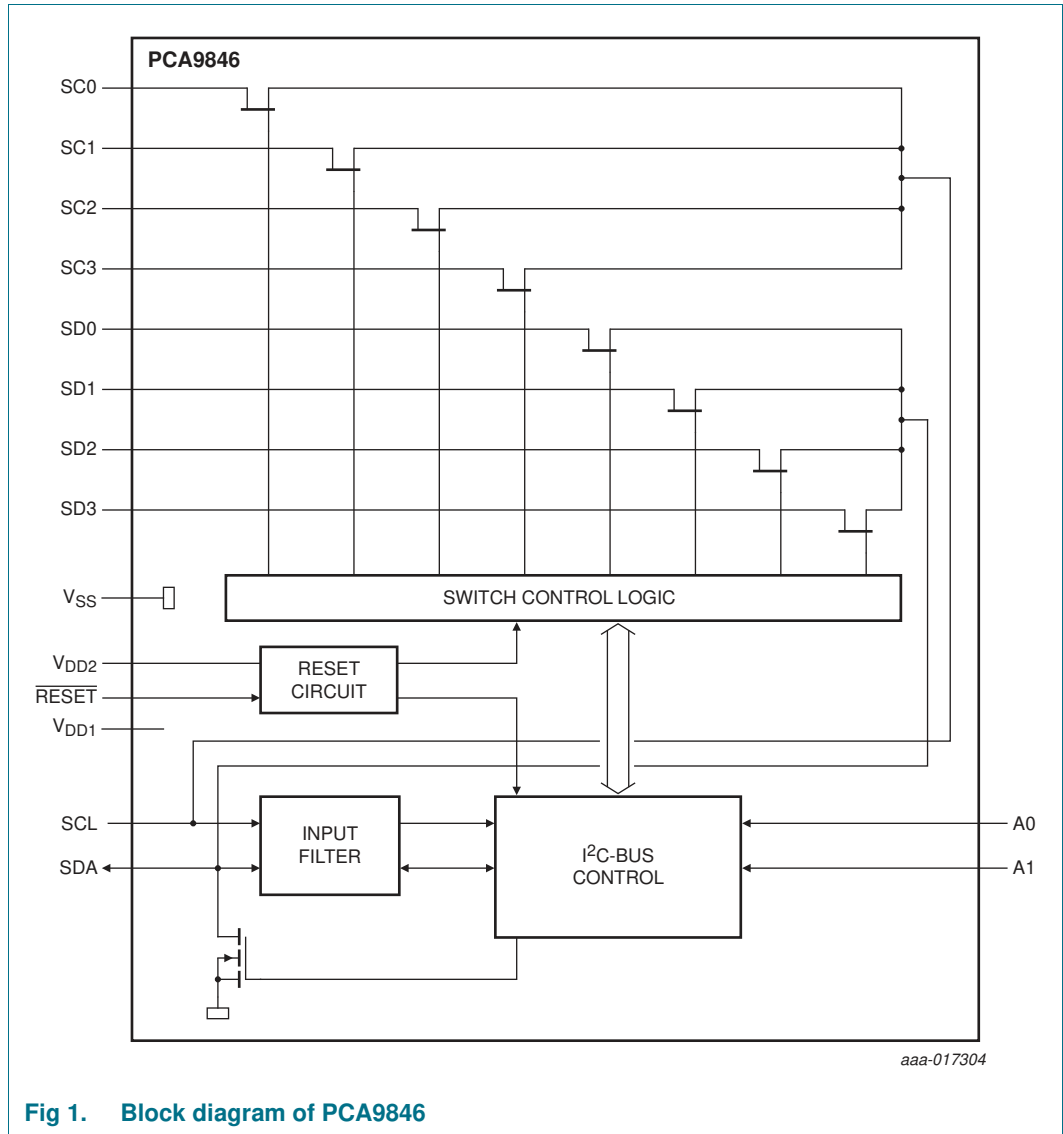 PCA9846
SC0
SC1
SC2
SC3
SD0
SD1
SD2
SD3
VSS
SWITCH CONTROL LOGIC
VDD2
RESET
CIRCUIT
RESET
VDD1
SCL
INPUT
FILTER
SDA
I2C-BUS
CONTROL
A0
A1
aaa-017304
Fig 1. Block diagram of PCA9846